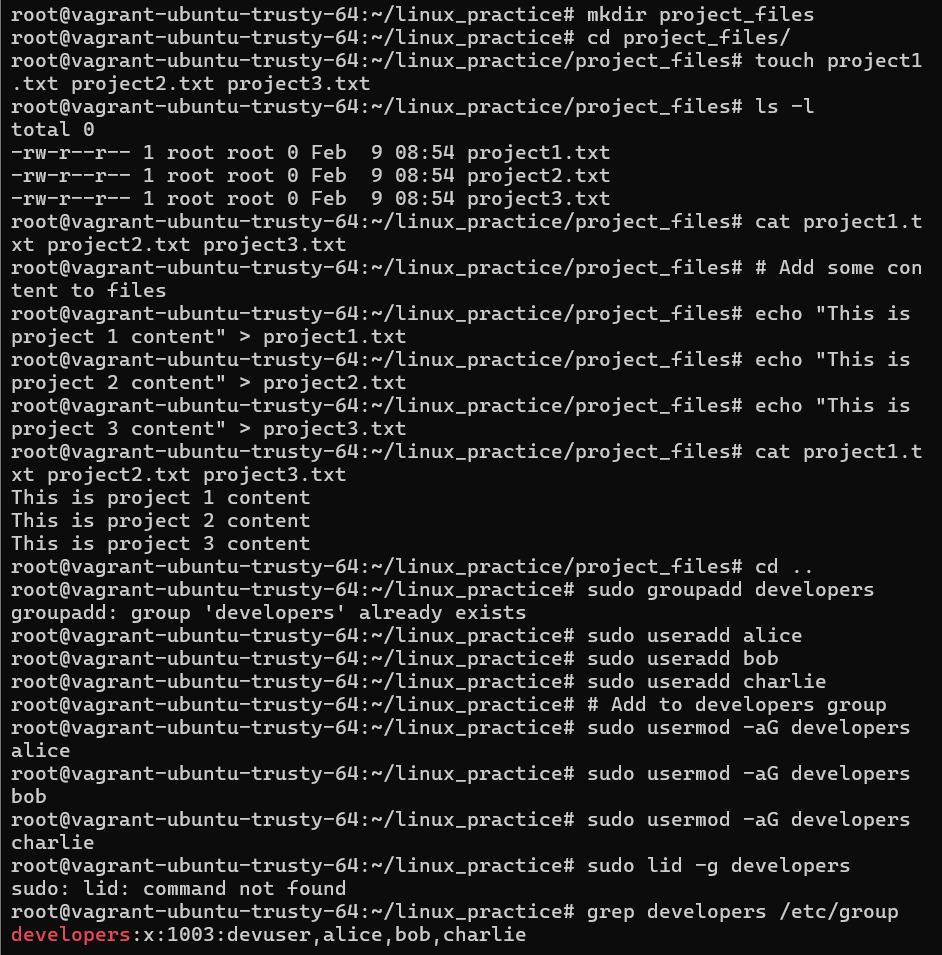 root@vagrant-ubuntu-trusty-64:~/linux_practice# mkdir project_files
root@vagrant-ubuntu-trusty-64:~/linux_practice# cd project_files/
root@vagrant-ubuntu-trusty-64:~/linux_practice/project_files# touch project1
.txt project2.txt project3.txt
root@vagrant-ubuntu-trusty-64:~/linux_practice/project_files# ls -l
total 0
-rw-r--r-- 1 root root 0 Feb  9 08:54 project1.txt
-rw-r--r-- 1 root root 0 Feb  9 08:54 project2.txt
-rw-r--r-- 1 root root 0 Feb  9 08:54 project3.txt
root@vagrant-ubuntu-trusty-64:~/linux_practice/project_files# cat project1.t
xt project2.txt project3.txt
root@vagrant-ubuntu-trusty-64:~/linux_practice/project_files# # Add some con
tent to files
root@vagrant-ubuntu-trusty-64:~/linux_practice/project_files# echo "This is
project 1 content" > project1.txt
root@vagrant-ubuntu-trusty-64:~/linux_practice/project_files# echo "This is
project 2 content" > project2.txt
root@vagrant-ubuntu-trusty-64:~/linux_practice/project_files# echo "This is
project 3 content" > project3.txt
root@vagrant-ubuntu-trusty-64:~/linux_practice/project_files# cat project1.t
xt project2.txt project3.txt
This is project 1 content
This is project 2 content
This is project 3 content
root@vagrant-ubuntu-trusty-64:~/linux_practice/project_files# cd ..
root@vagrant-ubuntu-trusty-64:~/linux_practice# sudo groupadd developers
groupadd: group 'developers' already exists
root@vagrant-ubuntu-trusty-64:~/linux_practice# sudo useradd alice
root@vagrant-ubuntu-trusty-64:~/linux_practice# sudo useradd bob
root@vagrant-ubuntu-trusty-64:~/linux_practice# sudo useradd charlie
root@vagrant-ubuntu-trusty-64:~/linux_practice# # Add to developers group
root@vagrant-ubuntu-trusty-64:~/linux_practice# sudo usermod -aG developers
alice
root@vagrant-ubuntu-trusty-64:~/linux_practice# sudo usermod -aG developers
bob
root@vagrant-ubuntu-trusty-64:~/linux_practice# sudo usermod -aG developers
charlie
root@vagrant-ubuntu-trusty-64:~/linux_practice# sudo lid -g developers
sudo: lid: command not found
root@vagrant-ubuntu-trusty-64:~/linux_practice# grep developers /etc/group
developers:x:1003:devuser,alice,bob,charlie